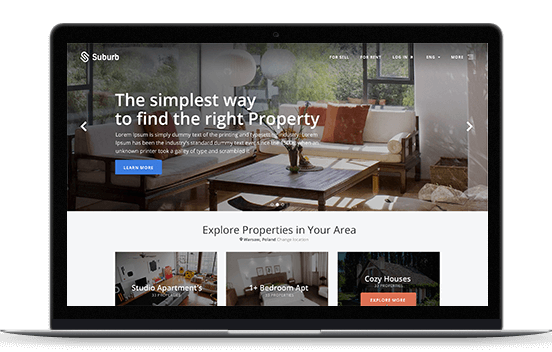 Suburb
FOR SELL FOR RENT LOG IN ENG MORE
The simplest way
to find the right Property
Lorem Ipsum is simply dummy text of the printing and typesetting industry. Lorem
Ipsum has been the industry's standard dummy text ever since the 1500s, when an
unknown printer took a galley of type and scrambled it.
LEARN MORE
Explore Properties in Your Area
Warsaw, Poland Change location
Studio Apartment's
33 PROPERTIES
1+ Bedroom Apt
PROPERTIES
Cozy Houses
PROPERTIES
EXPLORE MORE